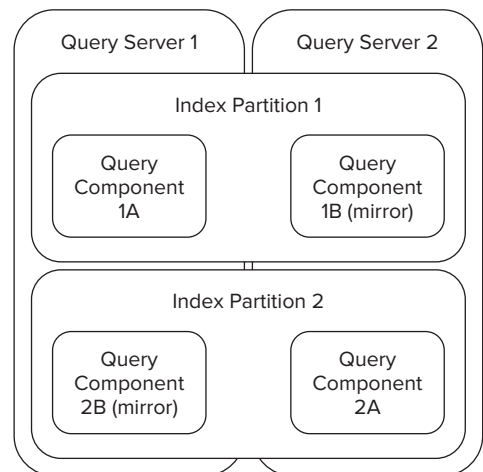 Query Server 1
Query Server 2
Index Partition 1
Query
Component
1A
Query
Component
1B (mirror)
Index Partition 2
Query
Component
2B (mirror)
Query
Component
2A